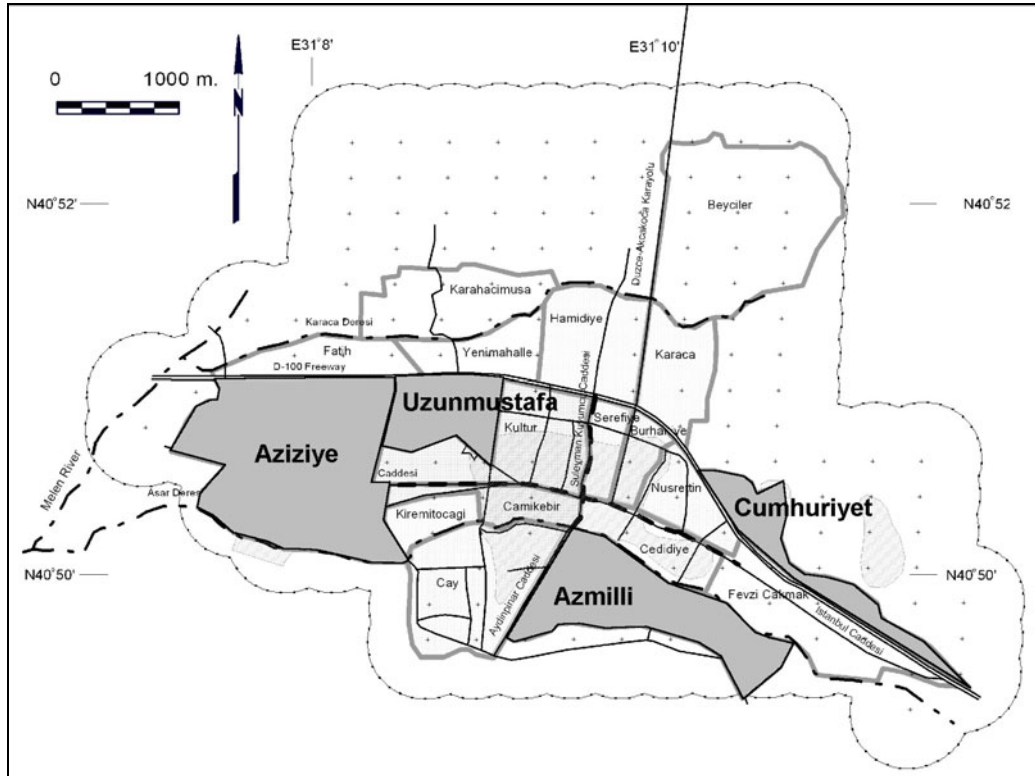 E31°8'
E31°10'
0 1000 m.
N
N40°52'
N40°52
Beyciler
Duzce-Akcakoca Karayolu
Karahacimusa
Hamidiye
Karaca Deresi
Fatih
Yenimahalle
Karaca
D-100 Freeway
Uzunmustafa
Serefiye
Kultur
Burhaniye
Suleyman Kuyumcu Caddesi
Aziziye
Caddesi
Nusrettin
Melen River
Asar Deres
Cumhuriyet
Kiremitocagi
Camikebir
Cedidiye
N40°50'
N40°50'
Cay
Aydinpinar Caddesi
Azmilli
Fevzi Cakmak
Istanbul Caddesi